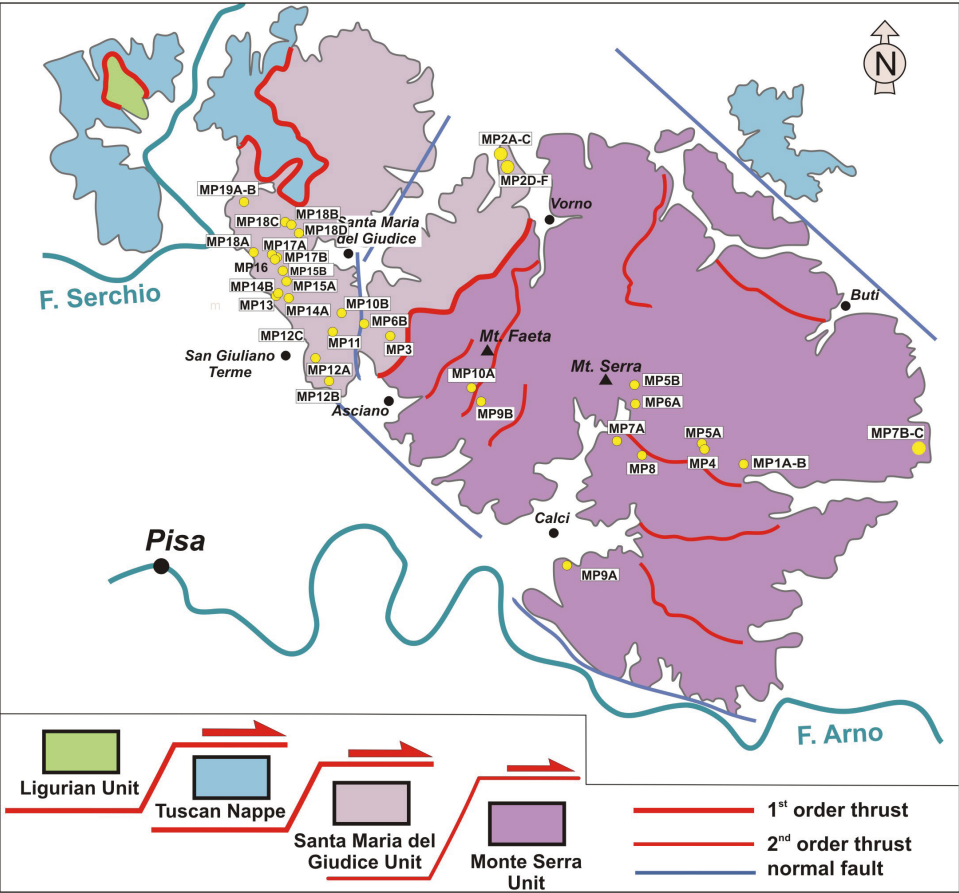 N
MP2A-C
MP2D-F
MP19A-B
Vorno
MP18B
MP18C
Santa Maria
del Giudice
MP18D
MP18A
MP17A
MP17B
MP16
MP15B
MP15A
MP14B
MP13
MP14A
F. Serchio
m
Buti
MP10B
MP6B
MP12C
MP11
MP3
Mt. Faeta
San Giuliano
Terme
MP12A
Mt. Serra
MP10A
MP5B
MP12B
Asciano
MP9B
MP6A
MP7A
MP5A
MP7B-C
MP8
MP4
MP1A-B
Calci
Pisa
MP9A
F. Arno
Ligurian Unit
Tuscan Nappe
Santa Maria del
Giudice Unit
Monte Serra
Unit
1st order thrust
2nd order thrust
normal fault